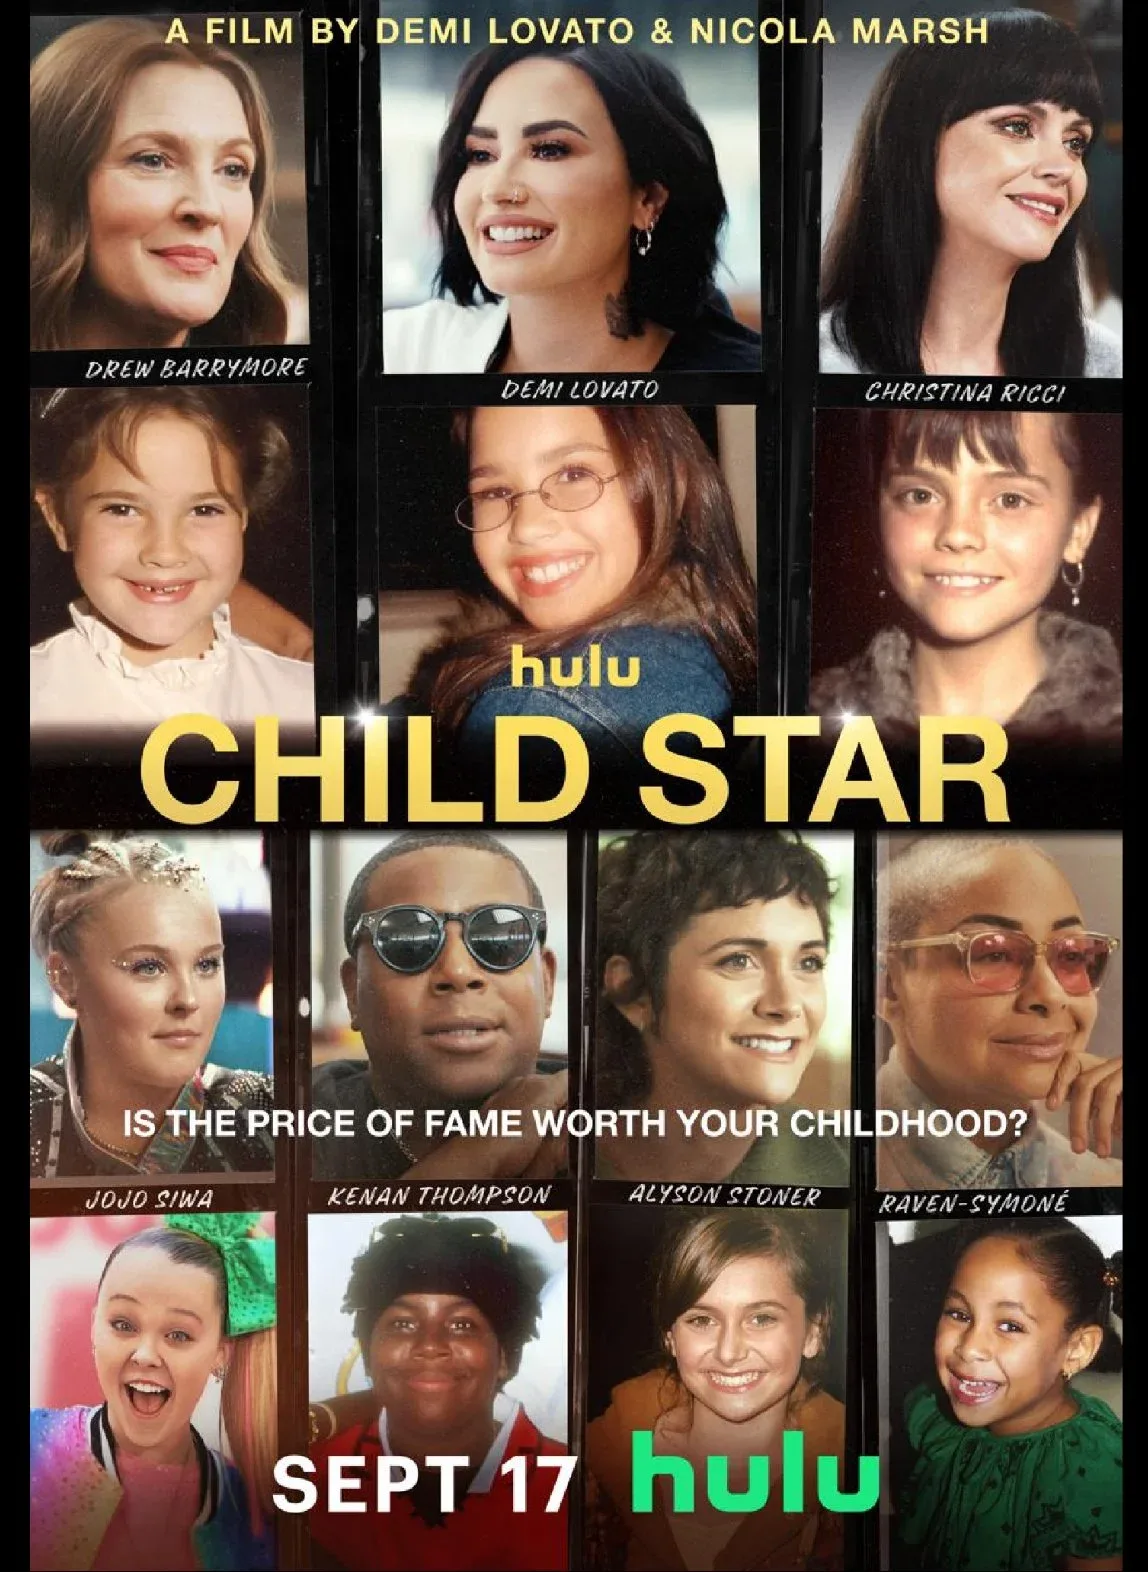 A FILM BY DEMI LOVATO & NICOLA MARSH
DREW BARRYMORE
DEMI LOVATO
CHRISTINA RICCI
hulu
CHILD STAR
IS THE PRICE OF FAME WORTH YOUR CHILDHOOD?
JOJO SIWA
KENAN THOMPSON
ALYSON STONER
RAVEN-SYMONÉ
SEPT 17 hulu